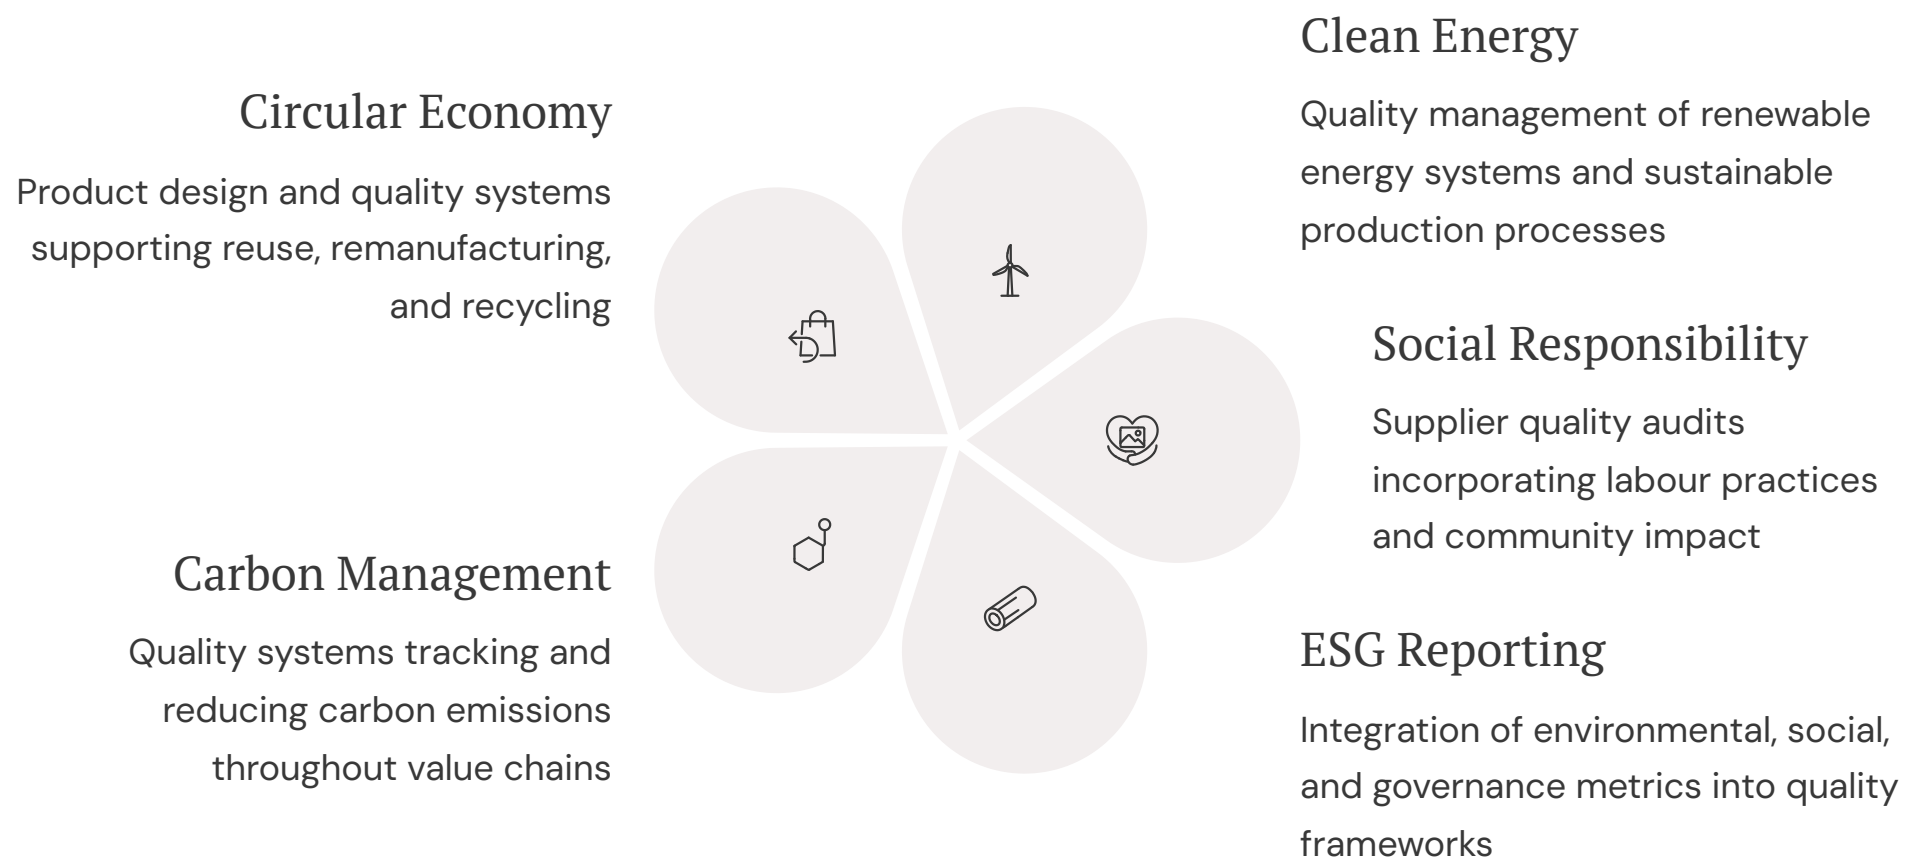 Circular Economy
Product design and quality systems
supporting reuse, remanufacturing,
and recycling
Clean Energy
Quality management of renewable
energy systems and sustainable
production processes
Social Responsibility
Supplier quality audits
incorporating labour practices
and community impact
Carbon Management
Quality systems tracking and
reducing carbon emissions
throughout value chains
ESG Reporting
Integration of environmental, social,
and governance metrics into quality
frameworks